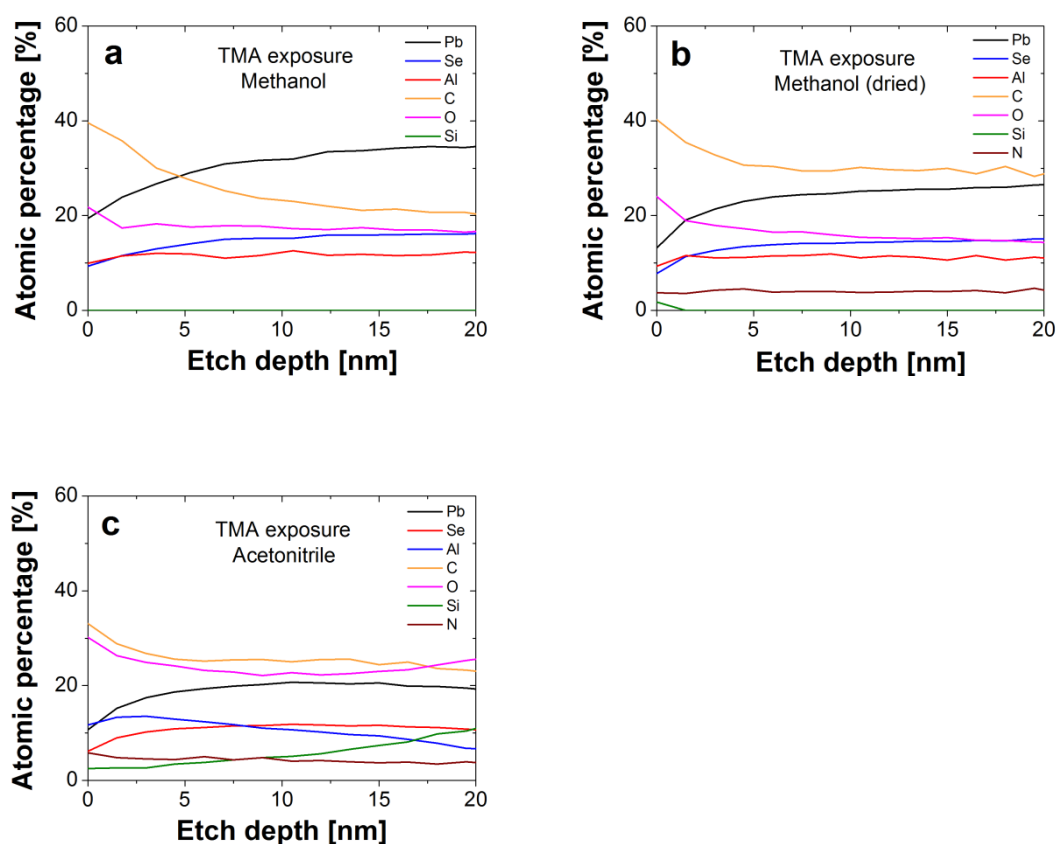 a
TMA exposure
Methanol
Pb
Se
Al
C
O
Si
Atomic percentage [%]
60
40
20
0
0 5 10 15 20
Etch depth [nm]
b
TMA exposure
Methanol (dried)
Pb
Se
Al
C
O
Si
N
Atomic percentage [%]
60
40
20
0
0 5 10 15 20
Etch depth [nm]
c
TMA exposure
Acetonitrile
Pb
Se
Al
C
O
Si
N
Atomic percentage [%]
60
40
20
0
0 5 10 15 20
Etch depth [nm]